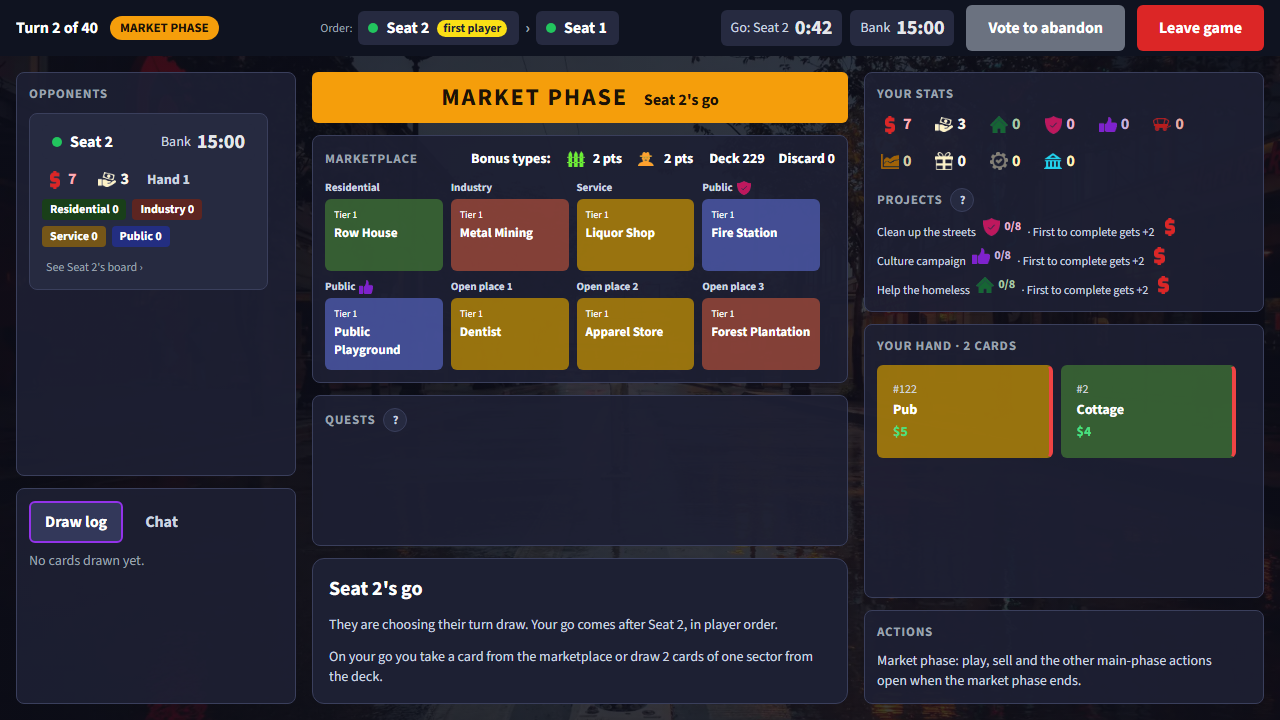 Turn 2 of 40
MARKET PHASE
Order:
Seat 2
first player
›
Seat 1
Go: Seat 2 0:42
Bank 15:00
Vote to abandon
Leave game
OPPONENTS
Seat 2
Bank 15:00
7
3
Hand 1
Residential 0
Industry 0
Service 0
Public 0
See Seat 2's board ›
Draw log
Chat
No cards drawn yet.
MARKET PHASE Seat 2's go
MARKETPLACE
Bonus types:
2 pts
2 pts
Deck 229
Discard 0
Residential
Tier 1
Row House
Industry
Tier 1
Metal Mining
Service
Tier 1
Liquor Shop
Public
Tier 1
Fire Station
Public
Tier 1
Public
Playground
Open place 1
Tier 1
Dentist
Open place 2
Tier 1
Apparel Store
Open place 3
Tier 1
Forest Plantation
QUESTS
?
Seat 2's go
They are choosing their turn draw. Your go comes after Seat 2, in player order.
On your go you take a card from the marketplace or draw 2 cards of one sector from
the deck.
YOUR STATS
7
3
0
0
0
0
0
0
0
0
PROJECTS
?
Clean up the streets 0/8 · First to complete gets +2
Culture campaign 0/8 · First to complete gets +2
Help the homeless 0/8 · First to complete gets +2
YOUR HAND · 2 CARDS
#122
Pub
$5
#2
Cottage
$4
ACTIONS
Market phase: play, sell and the other main-phase actions
open when the market phase ends.